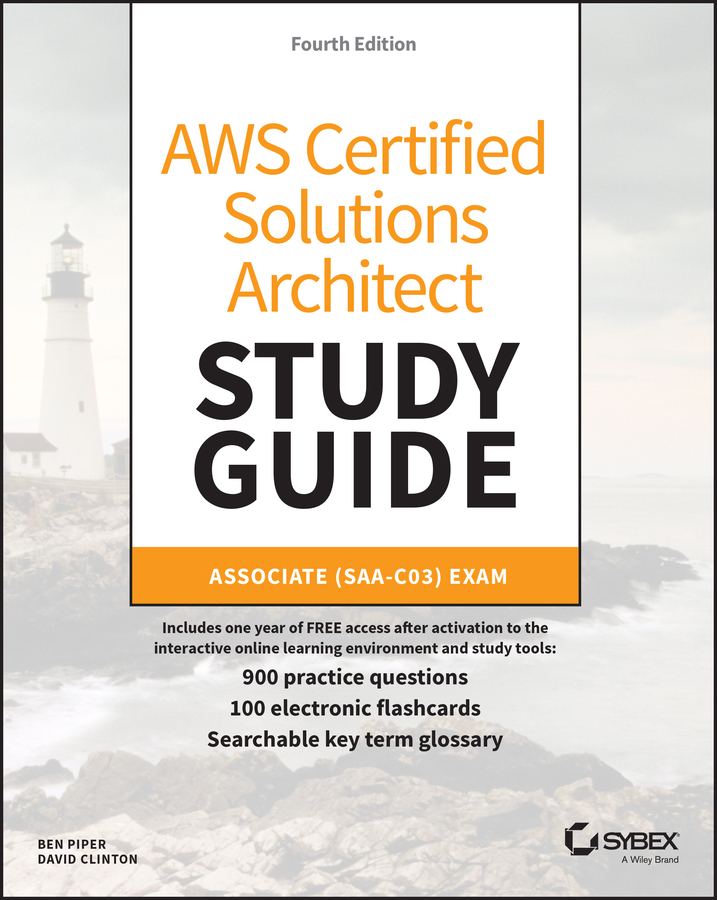 Fourth Edition
AWS Certified
Solutions
Architect
STUDY
GUIDE
ASSOCIATE (SAA-C03) EXAM
Includes one year of FREE access after activation to the
interactive online learning environment and study tools:
900 practice questions
100 electronic flashcards
Searchable key term glossary
BEN PIPER
DAVID CLINTON
SYBEX®
A Wiley Brand